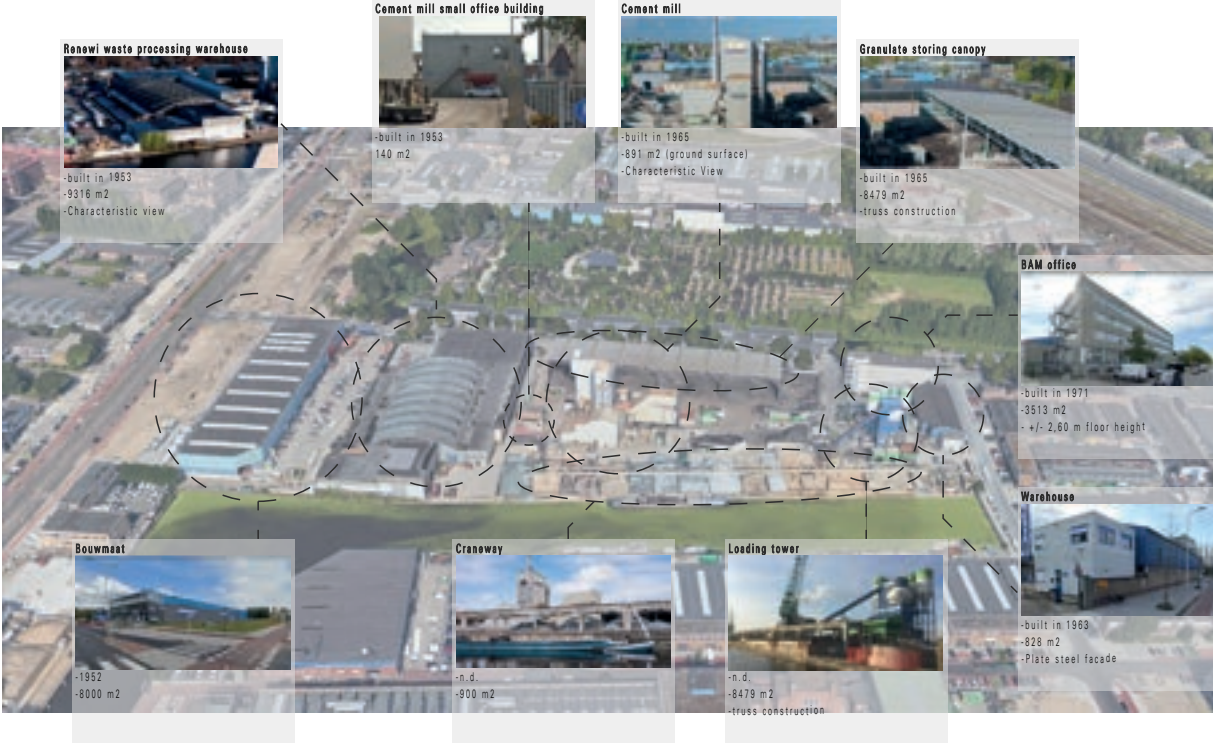 Cement mill small office building
-built in 1953
140 m2
Cement mill
-built in 1965
-891 m2 (ground surface)
-Characteristic View
Renewi waste processing warehouse
-built in 1953
-9316 m2
-Characteristic view
Granulate storing canopy
-built in 1965
-8479 m2
-truss construction
BAM office
-built in 1971
-3513 m2
- +/- 2,60 m floor height
Warehouse
-built in 1963
-828 m2
-Plate steel facade
Bouwmaat
-1952
-8000 m2
Craneway
-n.d.
-900 m2
Loading tower
-n.d.
-8479 m2
-truss construction